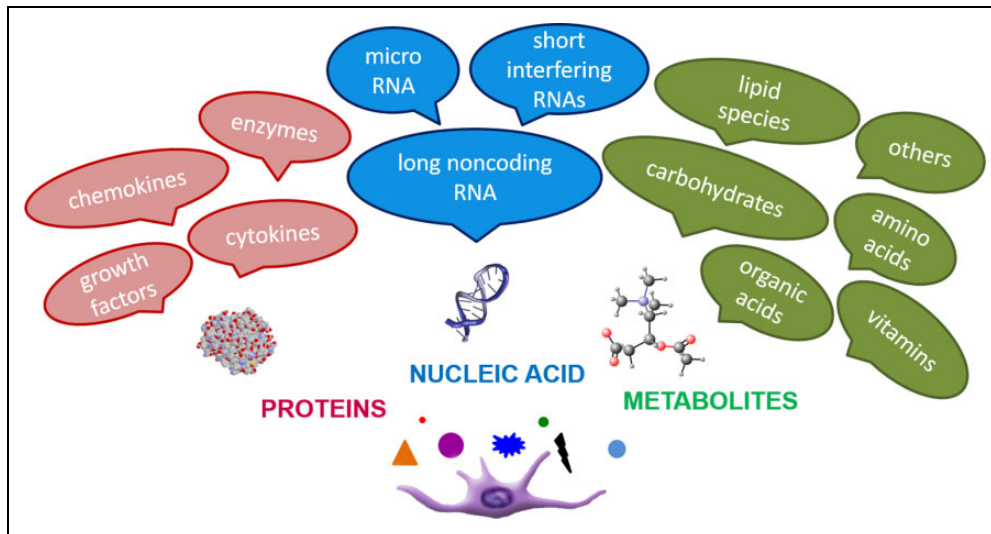 micro
RNA
short
interfering
RNAs
lipid
species
enzymes
others
long noncoding
RNA
carbohydrates
chemokines
cytokines
amino
acids
growth
factors
organic
acids
vitamins
NUCLEIC ACID
PROTEINS
METABOLITES